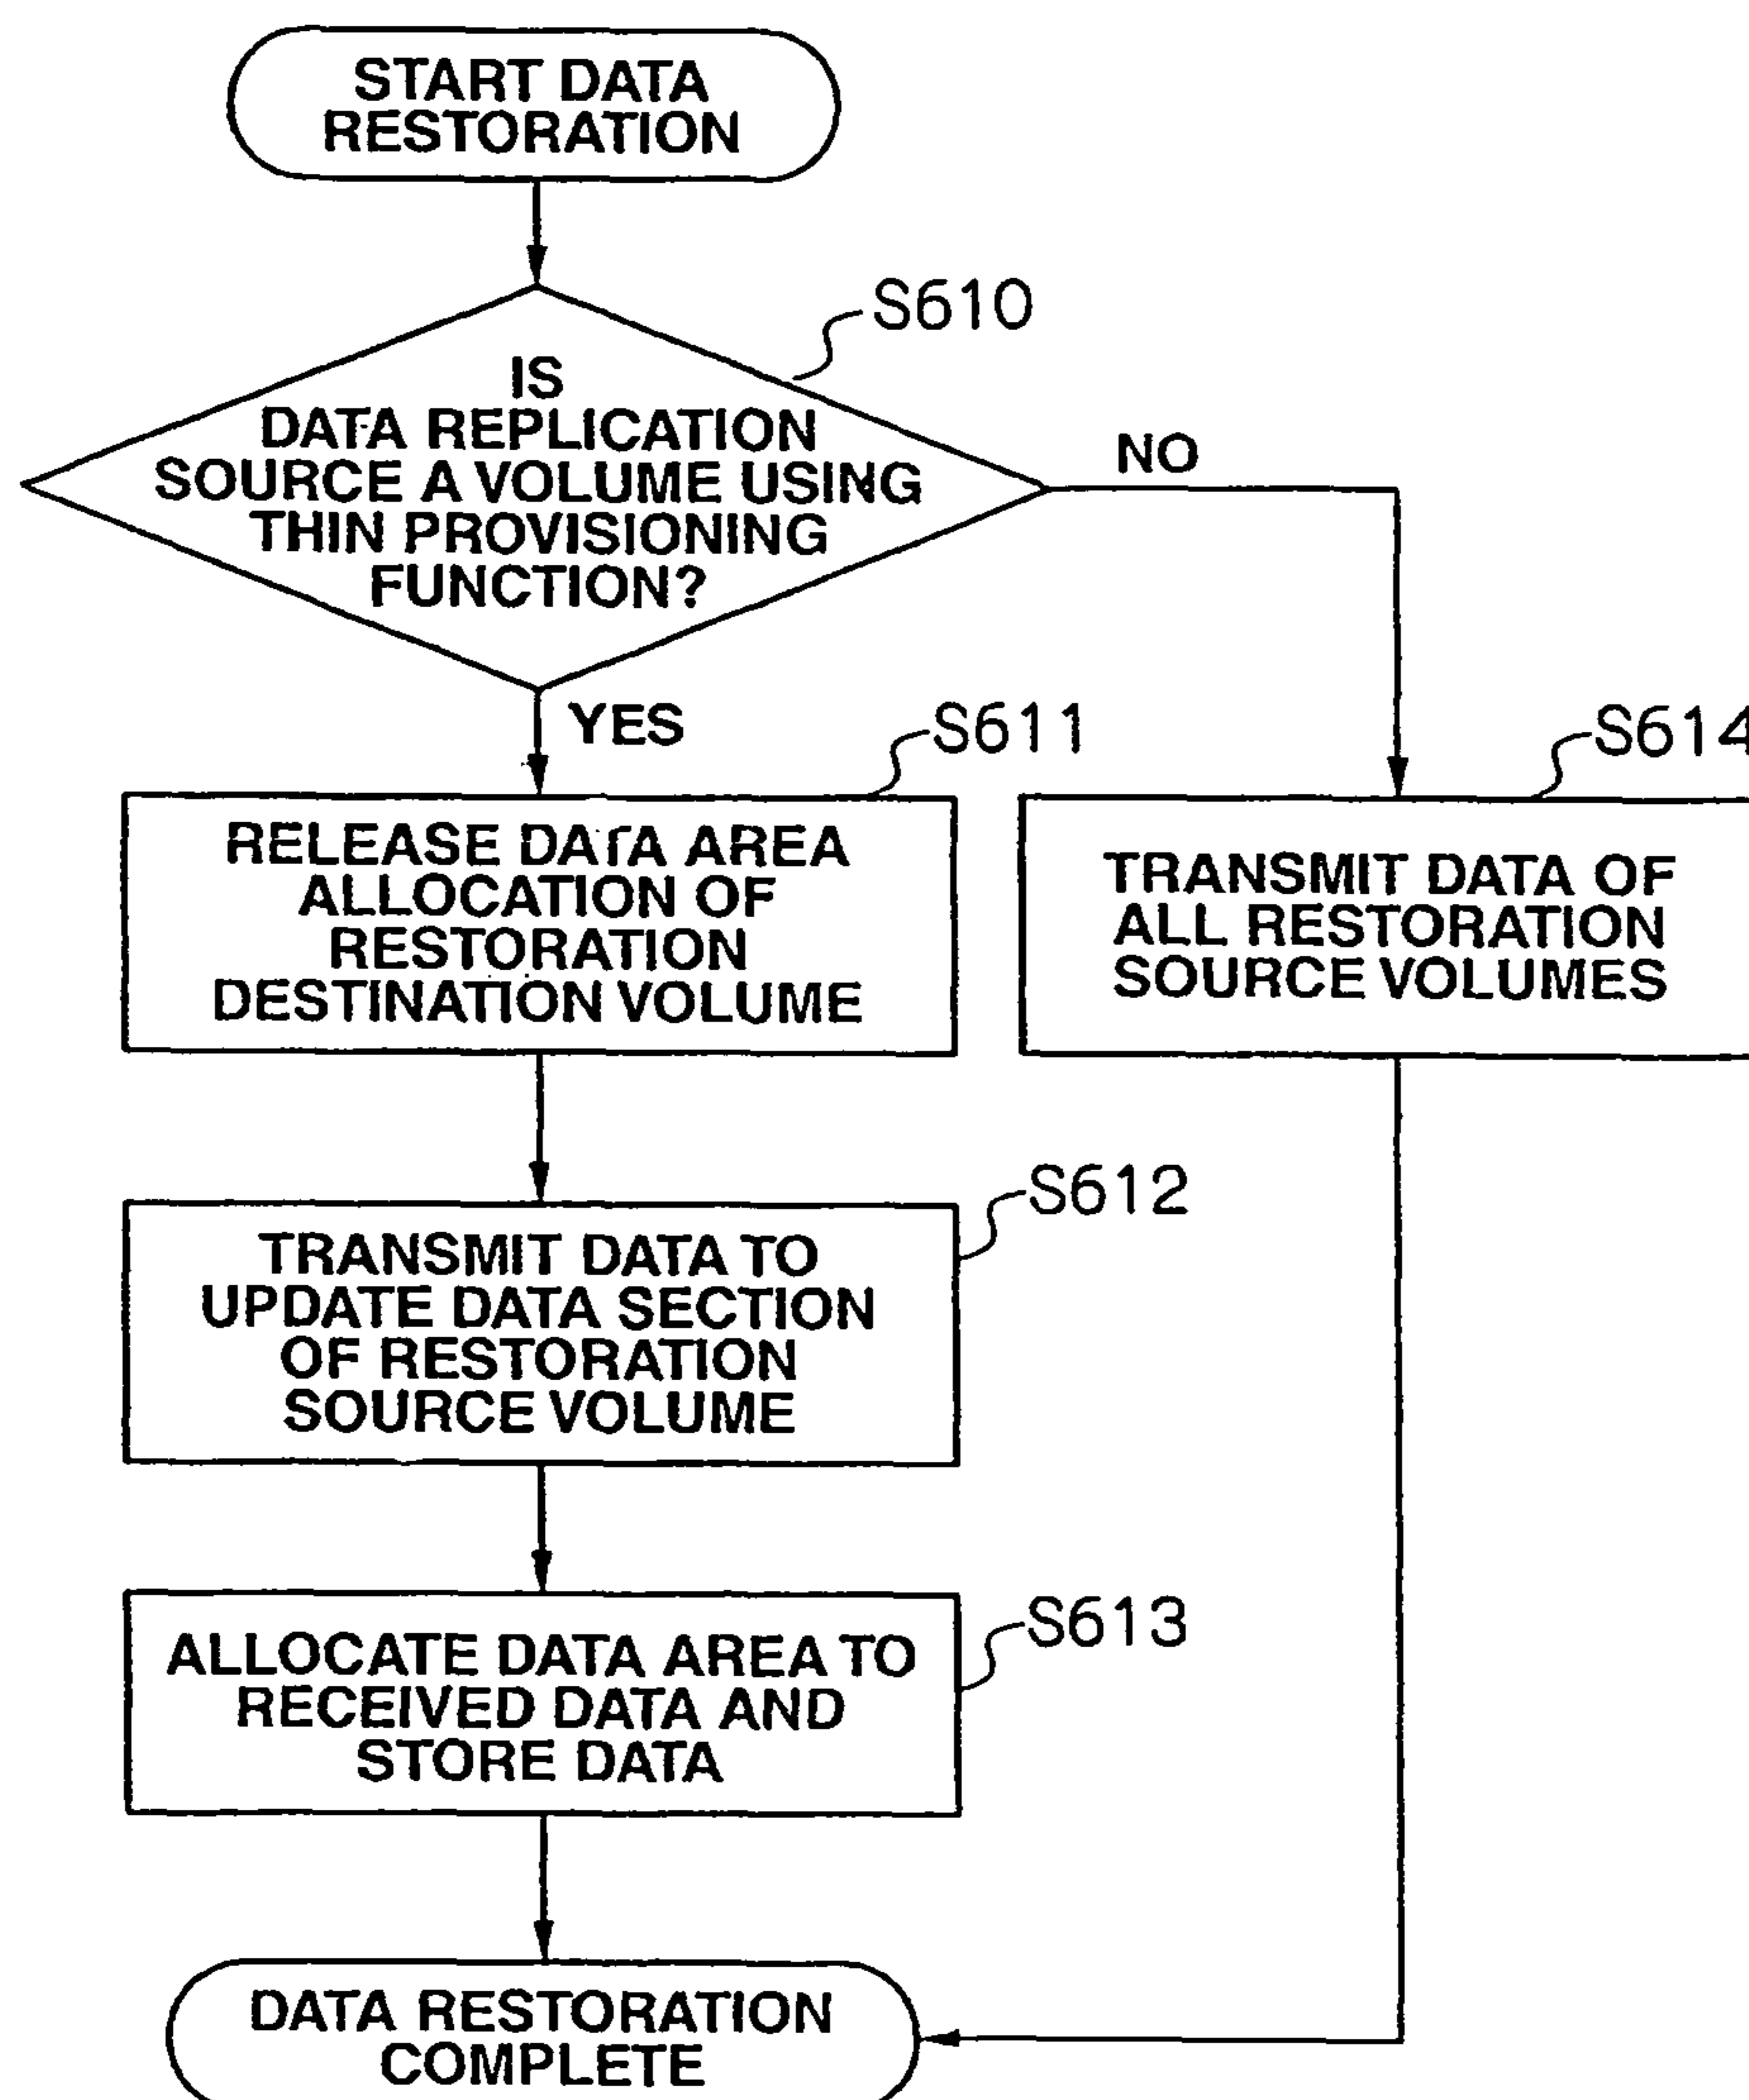 START DATA
RESTORATION
S610
IS
DATA REPLICATION
SOURCE A VOLUME USING
THIN PROVISIONING
FUNCTION?
NO
YES
S611
RELEASE DATA AREA
ALLOCATION OF
RESTORATION
DESTINATION VOLUME
S614
TRANSMIT DATA OF
ALL RESTORATION
SOURCE VOLUMES
S612
TRANSMIT DATA TO
UPDATE DATA SECTION
OF RESTORATION
SOURCE VOLUME
S613
ALLOCATE DATA AREA TO
RECEIVED DATA AND
STORE DATA
DATA RESTORATION
COMPLETE